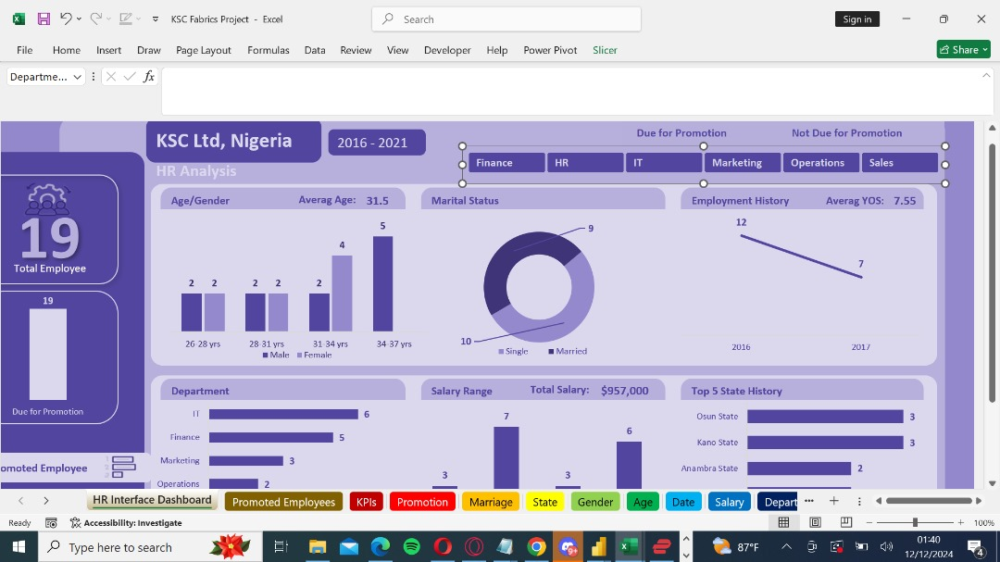 KSC Fabrics Project - Excel
Search
Sign in
File Home Insert Draw Page Layout Formulas Data Review View Developer Help Power Pivot Slicer
Share
Departme...
fx
KSC Ltd, Nigeria
2016 - 2021
Due for Promotion Not Due for Promotion
Finance HR IT Marketing Operations Sales
HR Analysis
19
Total Employee
19
Due for Promotion
omoted Employee
Age/Gender Averag Age: 31.5
2 2 2 2 2 4 5
26-28 yrs 28-31 yrs 31-34 yrs 34-37 yrs
Male Female
Marital Status
9
10
Single Married
Employment History Averag YOS: 7.55
12
7
2016 2017
Department
IT 6
Finance 5
Marketing 3
Operations 2
Salary Range Total Salary: $957,000
3 7 3 6
Top 5 State History
Osun State 3
Kano State 3
Anambra State 2
HR Interface Dashboard Promoted Employees KPIs Promotion Marriage State Gender Age Date Salary Depart ...
Ready Accessibility: Investigate 100%
Type here to search
87°F
01:40
12/12/2024
4